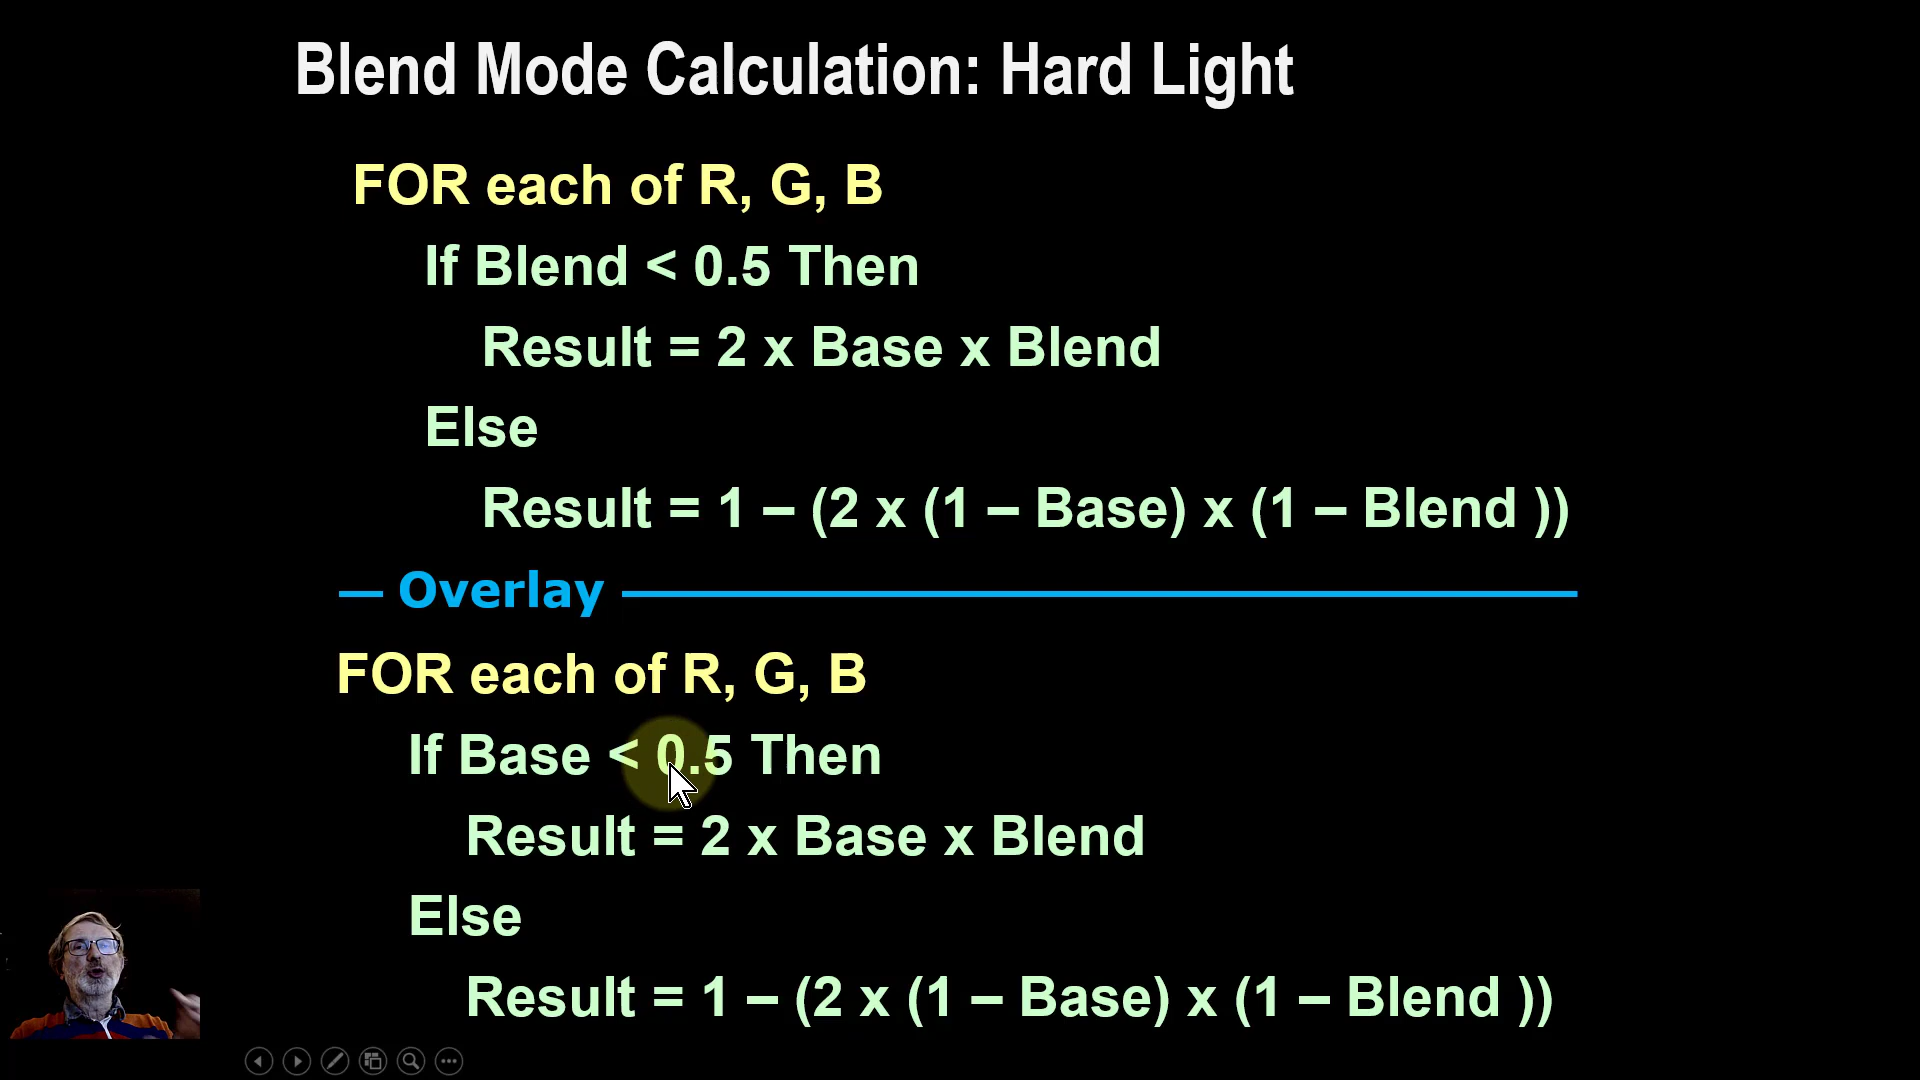 Blend Mode Calculation: Hard Light
FOR each of R, G, B
If Blend < 0.5 Then
Result = 2 x Base x Blend
Else
Result = 1 – (2 x (1 – Base) x (1 – Blend ))
Overlay
FOR each of R, G, B
If Base < 0.5 Then
Result = 2 x Base x Blend
Else
Result = 1 – (2 x (1 – Base) x (1 – Blend ))